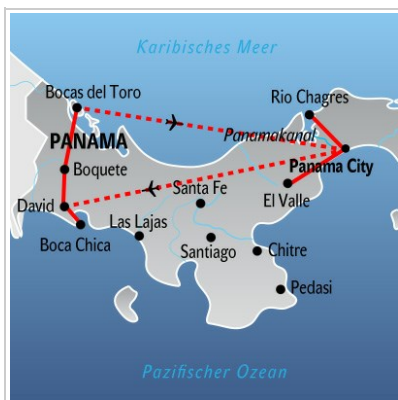 Karibisches Meer
Bocas del Toro
Rio Chagres
Panamakanal
PANAMA
Panama City
Boquete
Santa Fe
El Valle
David
Las Lajas
Boca Chica
Santiago
Chitre
Pedasi
Pazifischer Ozean